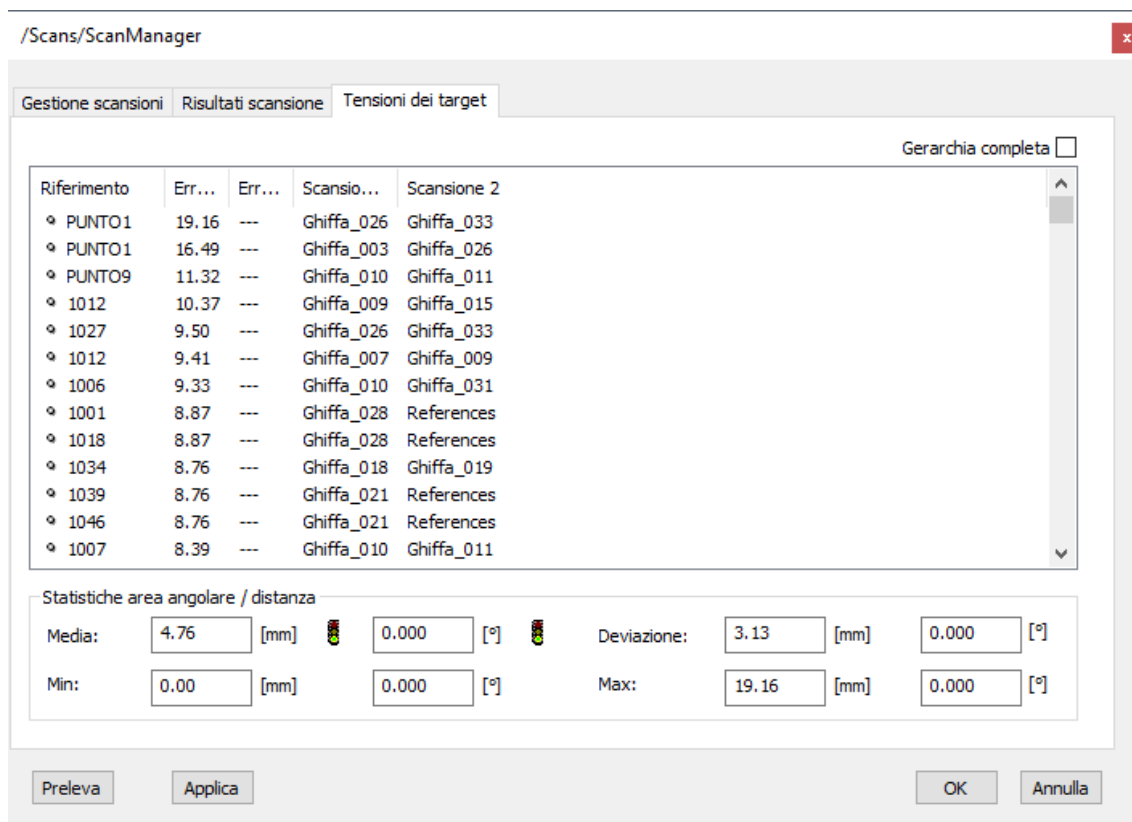 /Scans/ScanManager
x
Gestione scansioni Risultati scansione Tensioni dei target
Gerarchia completa
Riferimento Err... Err... Scansio... Scansione 2
PUNTO1 19.16 --- Ghiffa_026 Ghiffa_033
PUNTO1 16.49 --- Ghiffa_003 Ghiffa_026
PUNTO9 11.32 --- Ghiffa_010 Ghiffa_011
1012 10.37 --- Ghiffa_009 Ghiffa_015
1027 9.50 --- Ghiffa_026 Ghiffa_033
1012 9.41 --- Ghiffa_007 Ghiffa_009
1006 9.33 --- Ghiffa_010 Ghiffa_031
1001 8.87 --- Ghiffa_028 References
1018 8.87 --- Ghiffa_028 References
1034 8.76 --- Ghiffa_018 Ghiffa_019
1039 8.76 --- Ghiffa_021 References
1046 8.76 --- Ghiffa_021 References
1007 8.39 --- Ghiffa_010 Ghiffa_011
Statistiche area angolare / distanza
Media: 4.76 [mm] 0.000 [°] Deviazione: 3.13 [mm] 0.000 [°]
Min: 0.00 [mm] 0.000 [°] Max: 19.16 [mm] 0.000 [°]
Preleva Applica OK Annulla